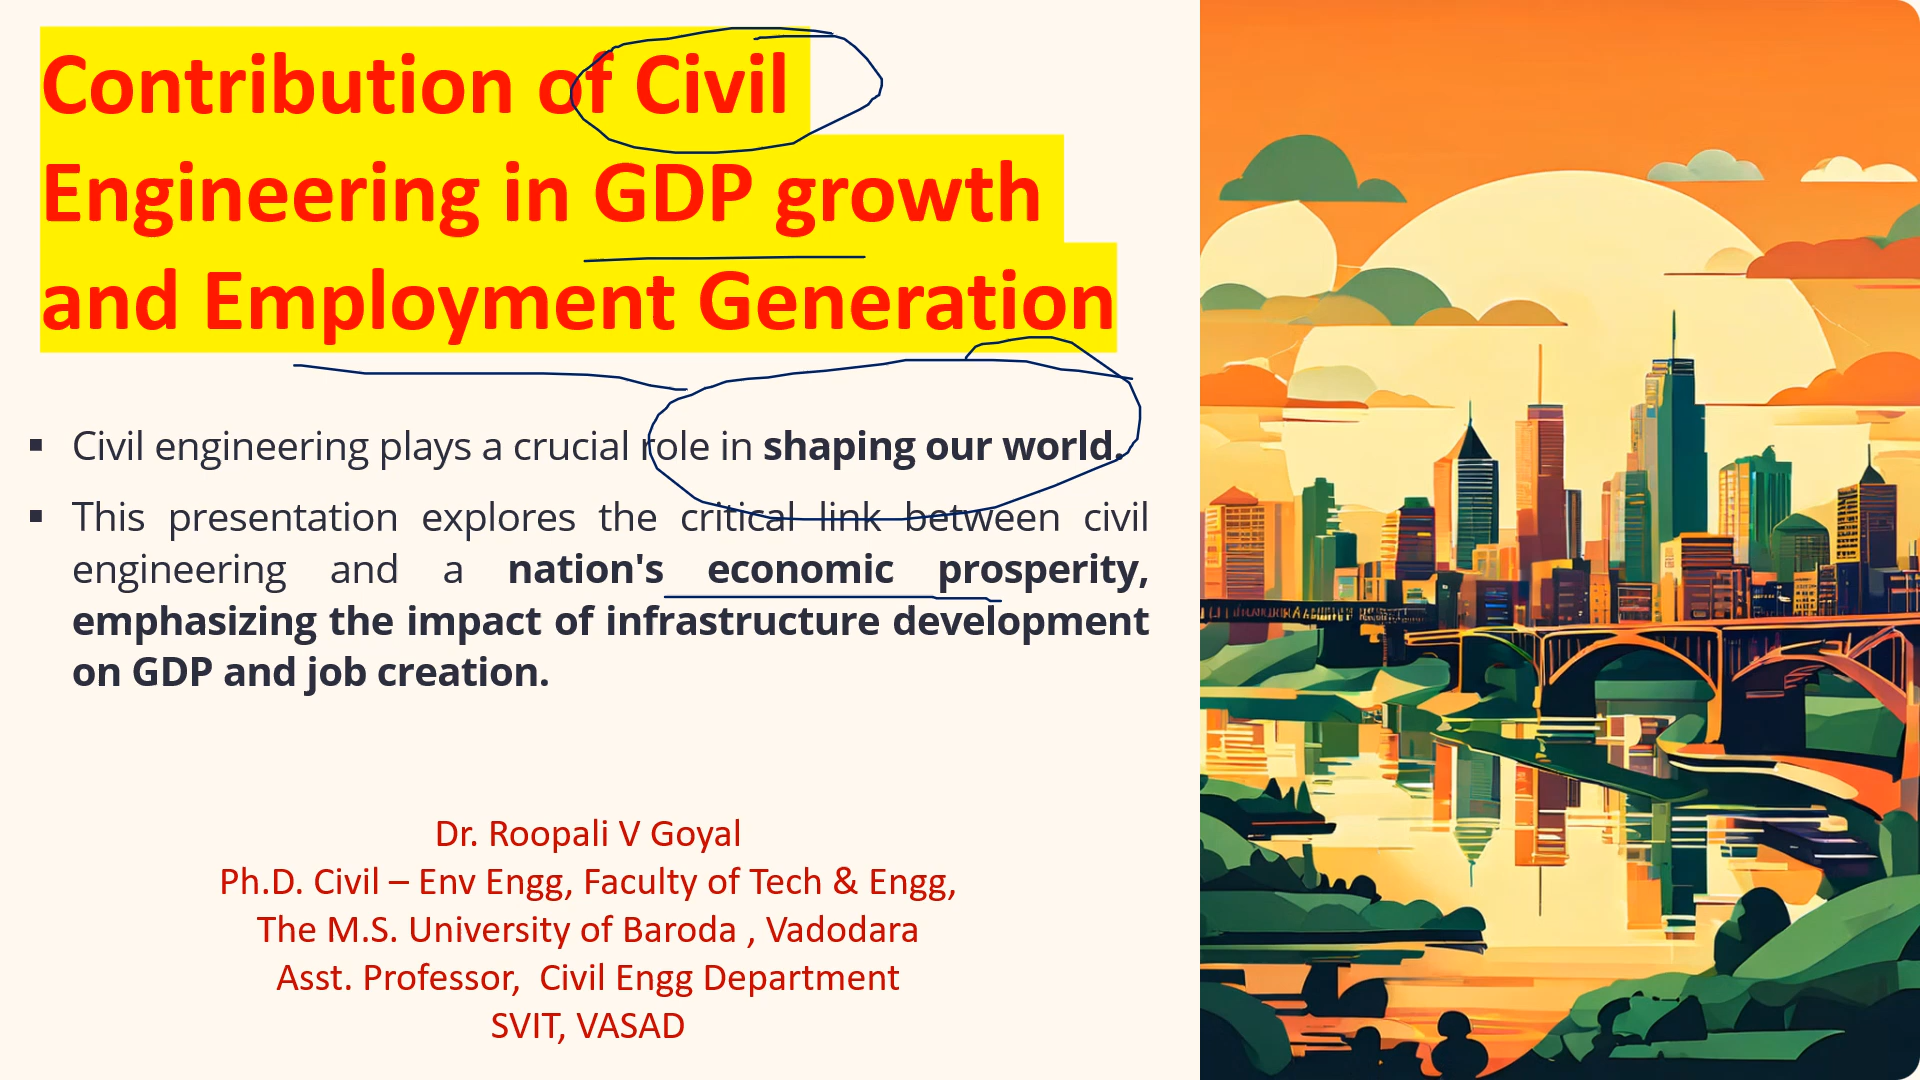 Contribution of Civil
Engineering in GDP growth
and Employment Generation
▪ Civil engineering plays a crucial role in shaping our world.
▪ This presentation explores the critical link between civil
engineering and a nation's economic prosperity,
emphasizing the impact of infrastructure development
on GDP and job creation.
Dr. Roopali V Goyal
Ph.D. Civil – Env Engg, Faculty of Tech & Engg,
The M.S. University of Baroda , Vadodara
Asst. Professor,  Civil Engg Department
SVIT, VASAD